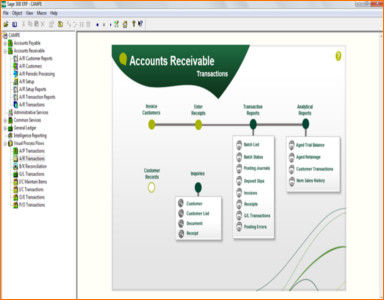 Sage 300 ERP - CAMPE
File Object View Macro Help
CAMPE
Accounts Payable
Accounts Receivable
A/R Customer Reports
A/R Customers
A/R Periodic Processing
A/R Setup
A/R Setup Reports
A/R Transaction Reports
A/R Transactions
Administrative Services
Common Services
General Ledger
Intelligence Reporting
Visual Process Flows
A/P Transactions
A/R Transactions
B/K Reconciliation
G/L Transactions
I/C Maintain Items
I/C Transactions
O/E Transactions
P/O Transactions
Accounts Receivable
Transactions
Invoice Customers
Enter Receipts
Transaction Reports
Analytical Reports
Batch List
Batch Status
Posting Journals
Deposit Slips
Invoices
Receipts
G/L Transactions
Posting Errors
Aged Trial Balance
Aged Retainage
Customer Transactions
Item Sales History
Customer Records
Inquiries
Customer
Customer List
Document
Receipt